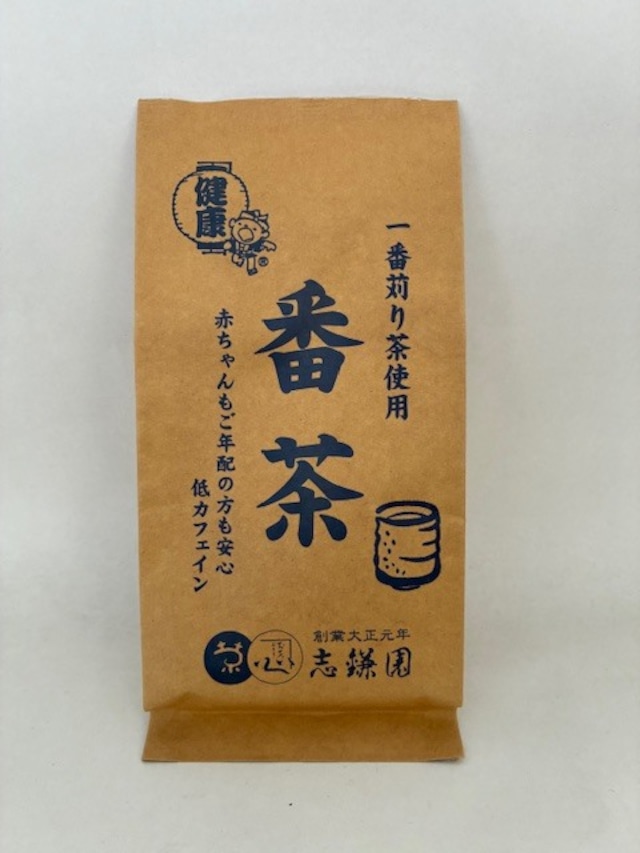 健康
®
一番苅り茶使用
番茶
赤ちゃんもご年配の方も安心
低カフェイン
茶
創業大正元年
志鎌園